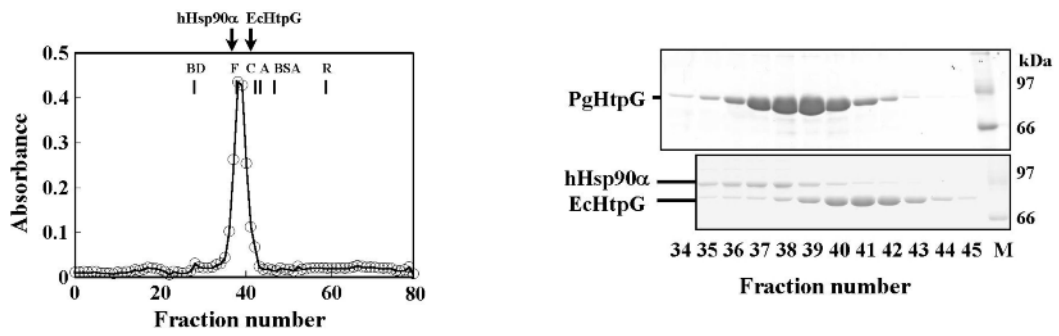 hHsp90α EcHtpG
0.5
BD F C A BSA R
0.4
0.3
0.2
0.1
0
Absorbance
0 20 40 60 80
Fraction number
kDa
PgHtpG
97
66
hHsp90α
EcHtpG
97
66
34 35 36 37 38 39 40 41 42 43 44 45 M
Fraction number